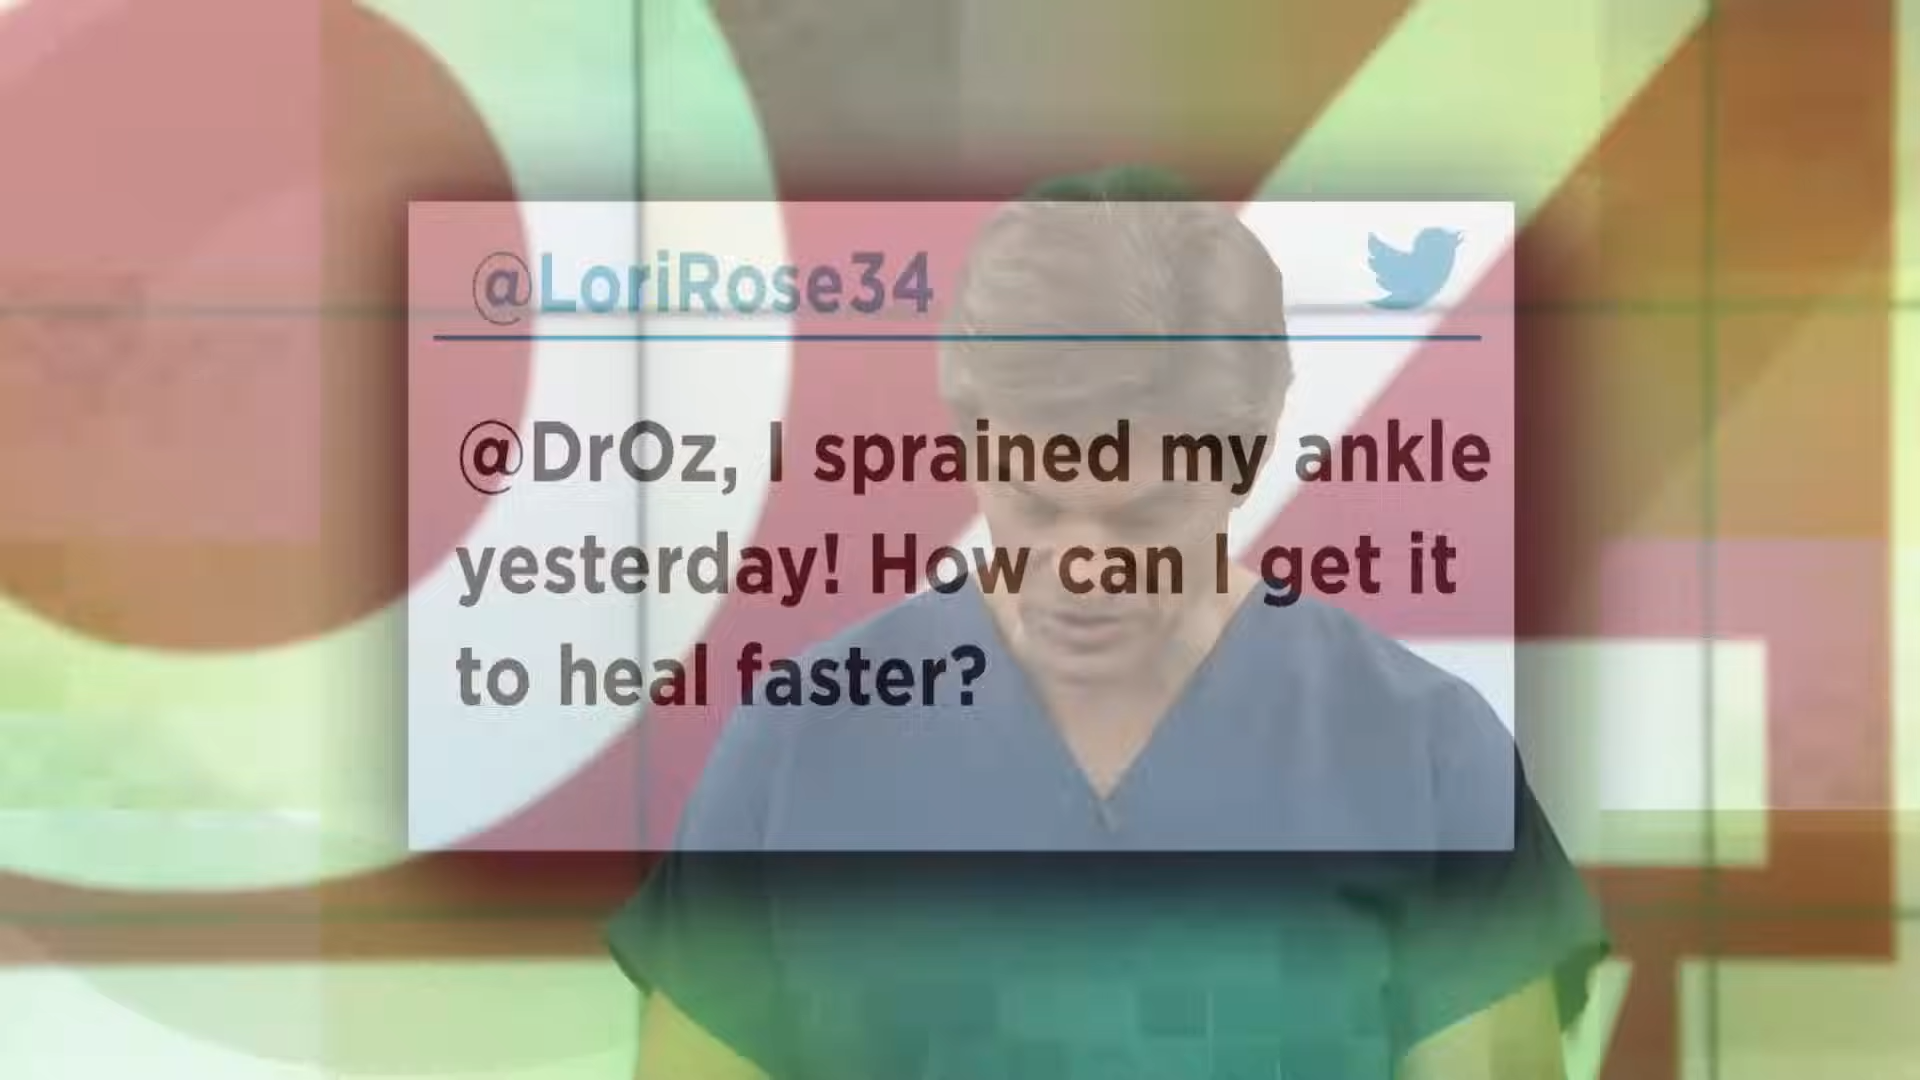 @LoriRose34
@DrOz, I sprained my ankle
yesterday! How can I get it
to heal faster?